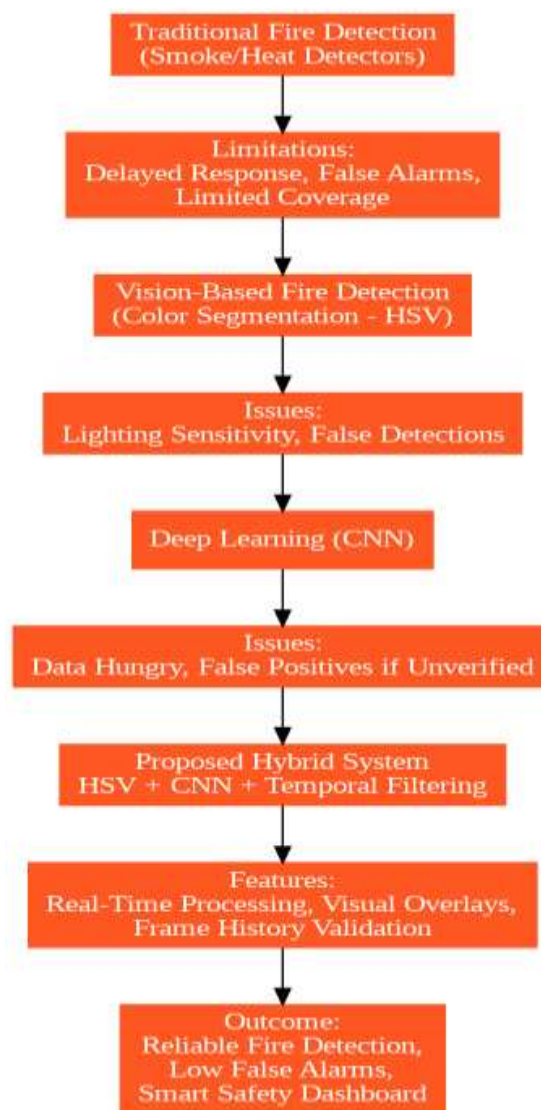 Traditional Fire Detection
(Smoke/Heat Detectors)
Limitations:
Delayed Response, False Alarms,
Limited Coverage
Vision-Based Fire Detection
(Color Segmentation - HSV)
Issues:
Lighting Sensitivity, False Detections
Deep Learning (CNN)
Issues:
Data Hungry, False Positives if Unverified
Proposed Hybrid System
HSV + CNN + Temporal Filtering
Features:
Real-Time Processing, Visual Overlays,
Frame History Validation
Outcome:
Reliable Fire Detection,
Low False Alarms,
Smart Safety Dashboard